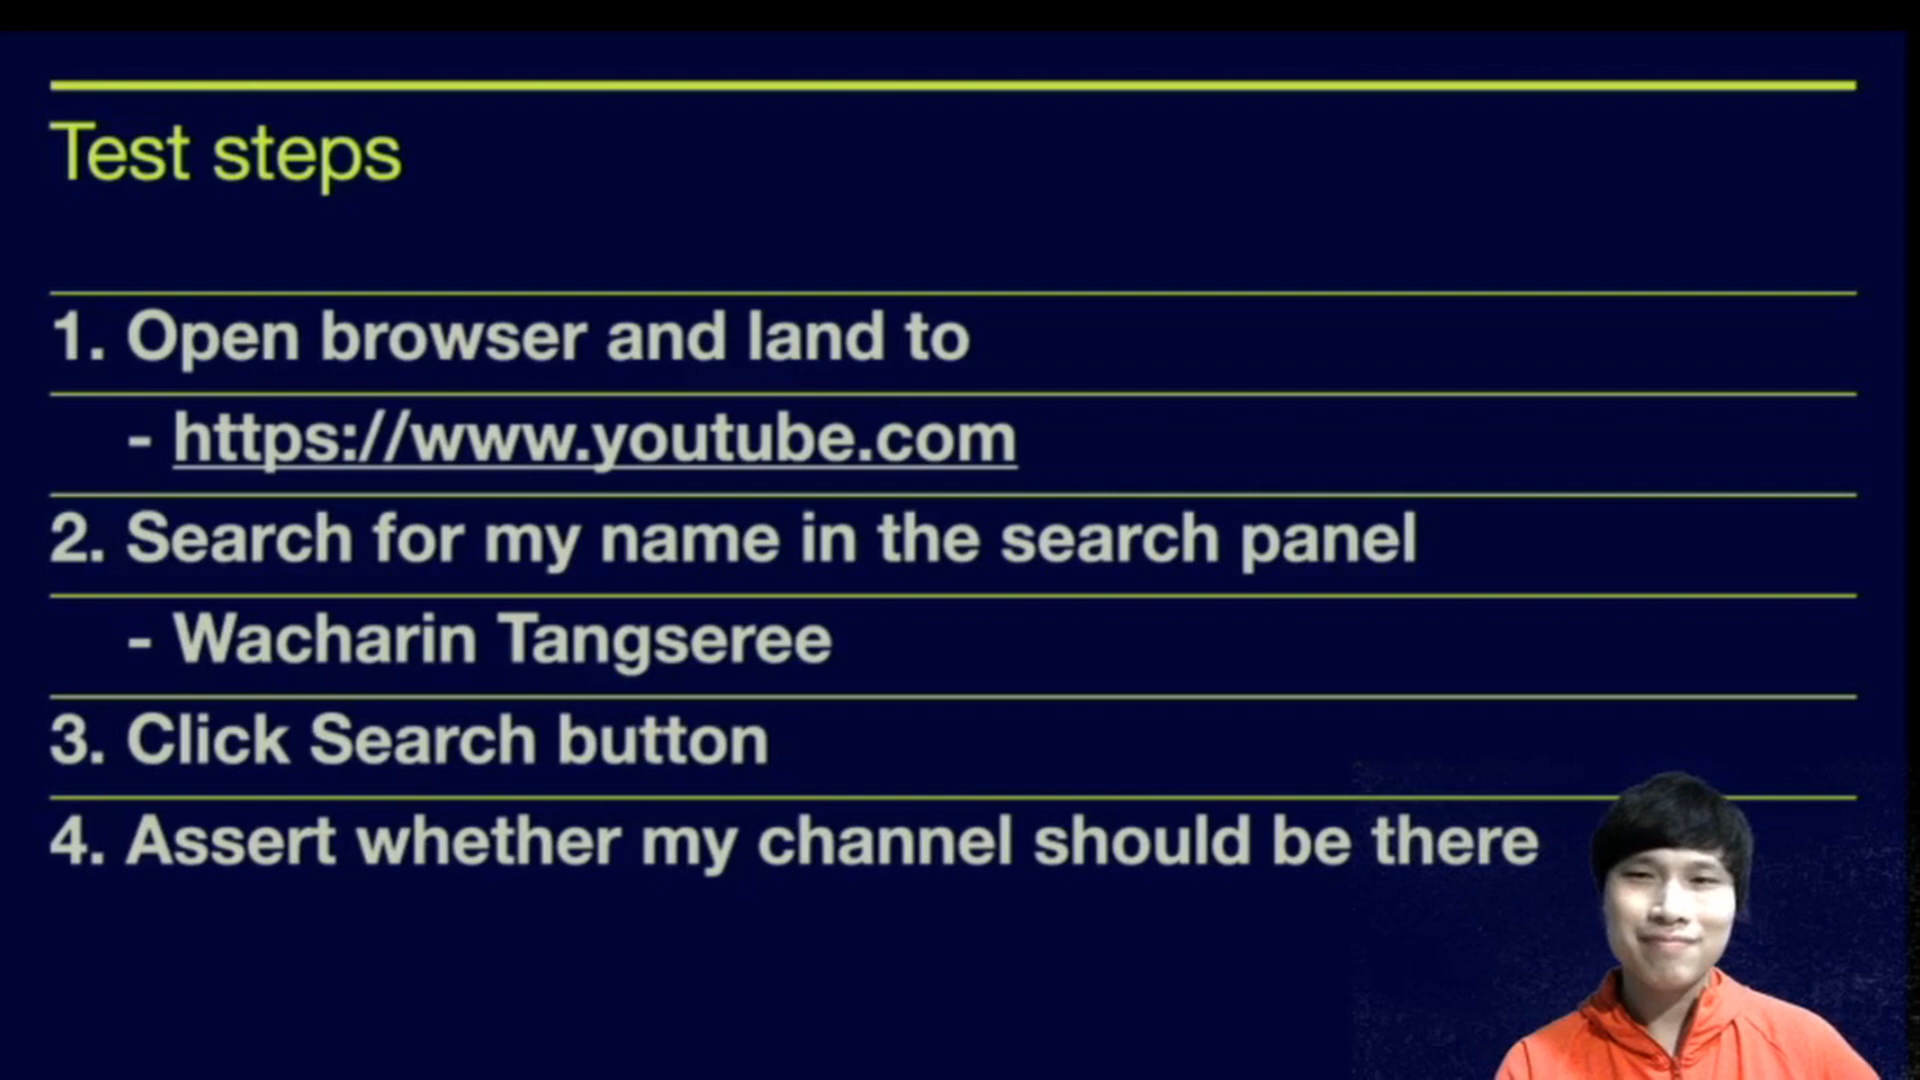 Test steps
1. Open browser and land to
- https://www.youtube.com
2. Search for my name in the search panel
- Wacharin Tangseree
3. Click Search button
4. Assert whether my channel should be there